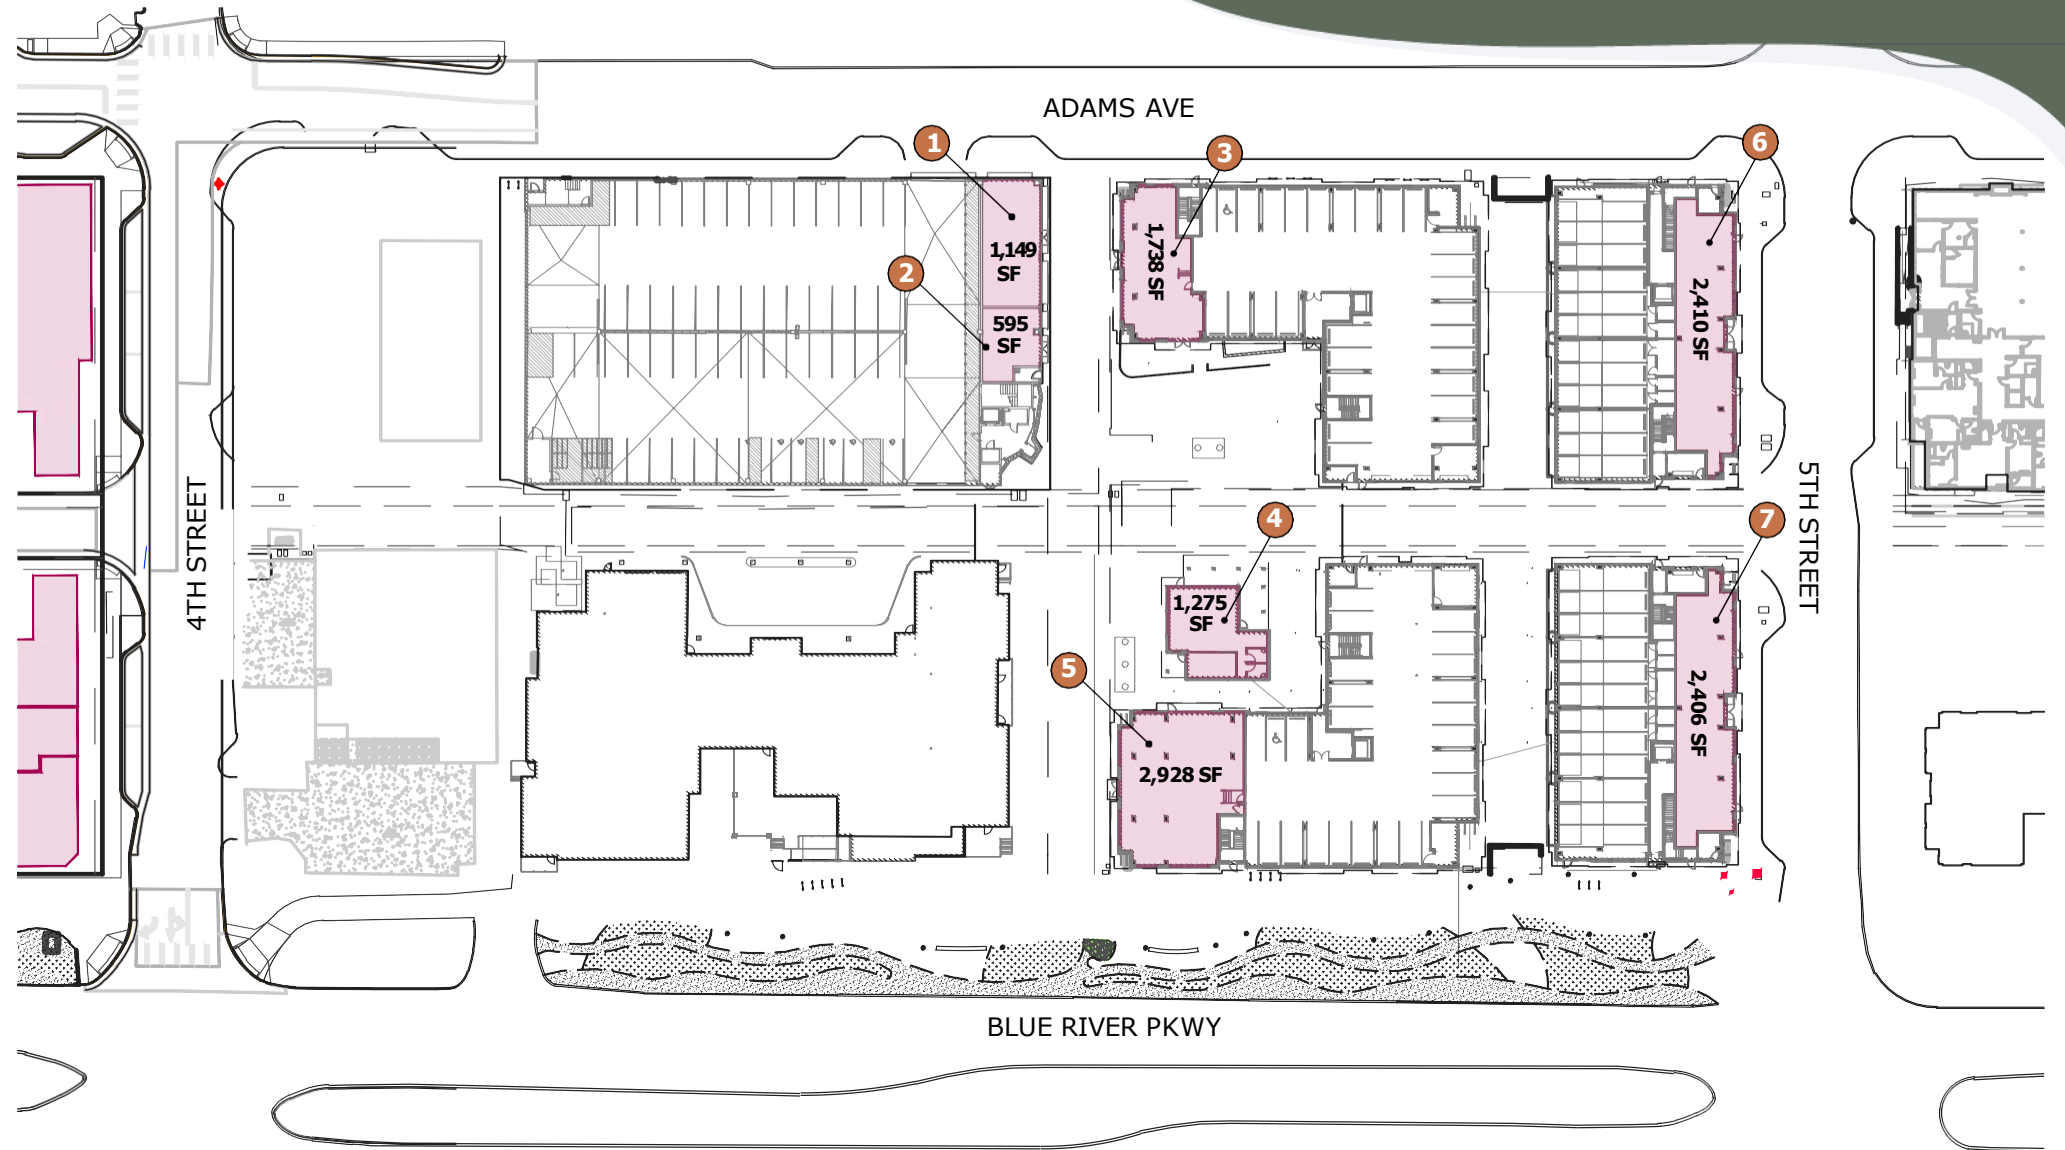 ADAMS AVE
1
3
6
1,149
SF
2
1,738 SF
595
SF
2,410 SF
4TH STREET
5TH STREET
4
7
1,275
SF
5
2,406 SF
2,928 SF
BLUE RIVER PKWY